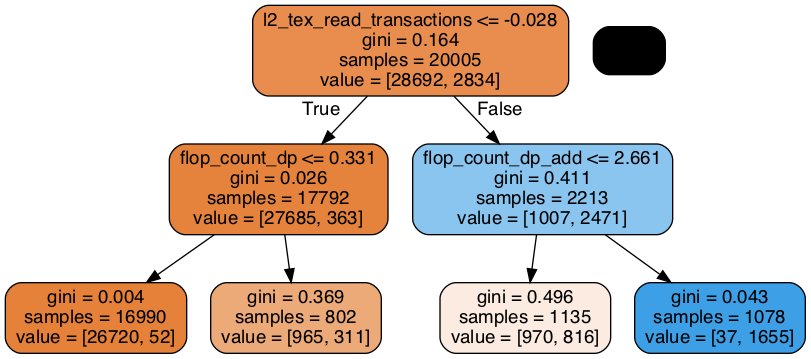 l2_tex_read_transactions <= -0.028
gini = 0.164
samples = 20005
value = [28692, 2834]
True
False
flop_count_dp <= 0.331
gini = 0.026
samples = 17792
value = [27685, 363]
flop_count_dp_add <= 2.661
gini = 0.411
samples = 2213
value = [1007, 2471]
gini = 0.004
samples = 16990
value = [26720, 52]
gini = 0.369
samples = 802
value = [965, 311]
gini = 0.496
samples = 1135
value = [970, 816]
gini = 0.043
samples = 1078
value = [37, 1655]